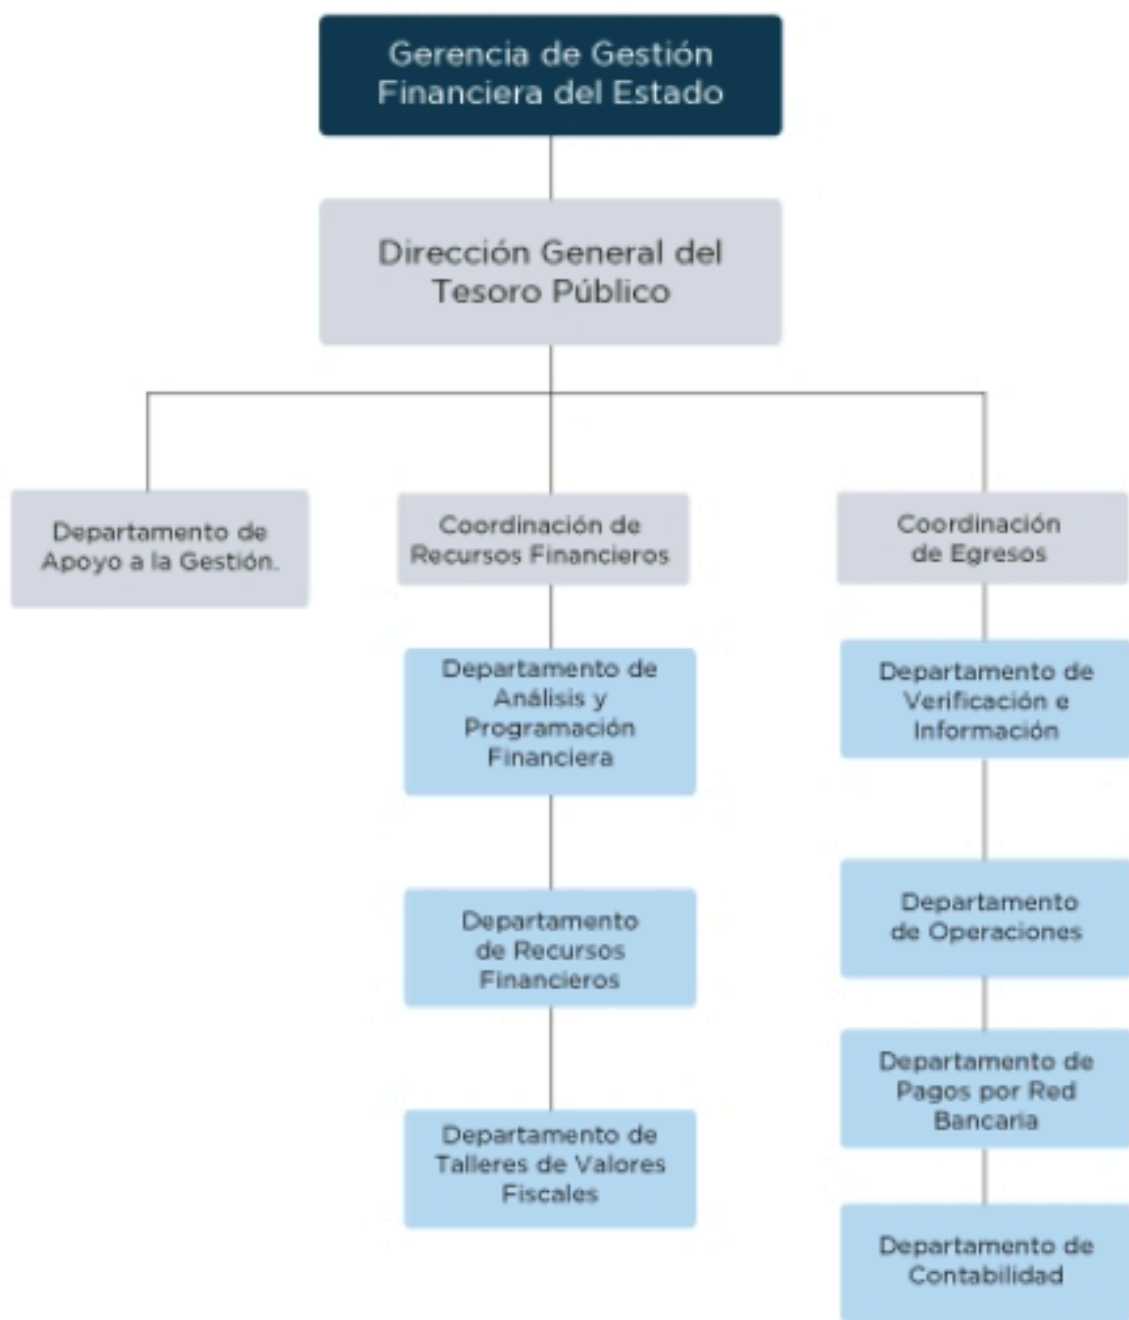 Gerencia de Gestión
Financiera del Estado
Dirección General del
Tesoro Público
Departamento de
Apoyo a la Gestión.
Coordinación de
Recursos Financieros
Coordinación
de Egresos
Departamento de
Análisis y
Programación
Financiera
Departamento de
Verificación e
Información
Departamento
de Recursos
Financieros
Departamento
de Operaciones
Departamento de
Pagos por Red
Bancaria
Departamento de
Talleres de Valores
Fiscales
Departamento de
Contabilidad